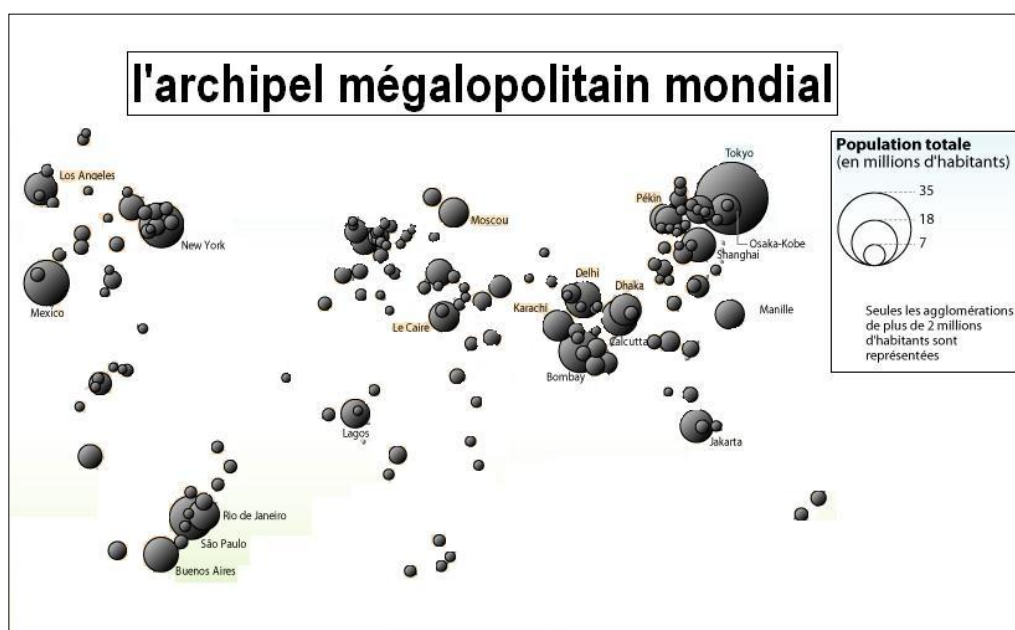 l'archipel mégalopolitain mondial
Population totale
(en millions d'habitants)
35
18
7
Seules les agglomérations
de plus de 2 millions
d'habitants sont
représentées
Tokyo
Los Angeles
Pékin
Moscou
New York
Osaka-Kobe
Shanghai
Delhi
Dhaka
Mexico
Karachi
Manille
Le Caire
Calcutta
Bombay
Lagos
Jakarta
Rio de Janeiro
São Paulo
Buenos Aires